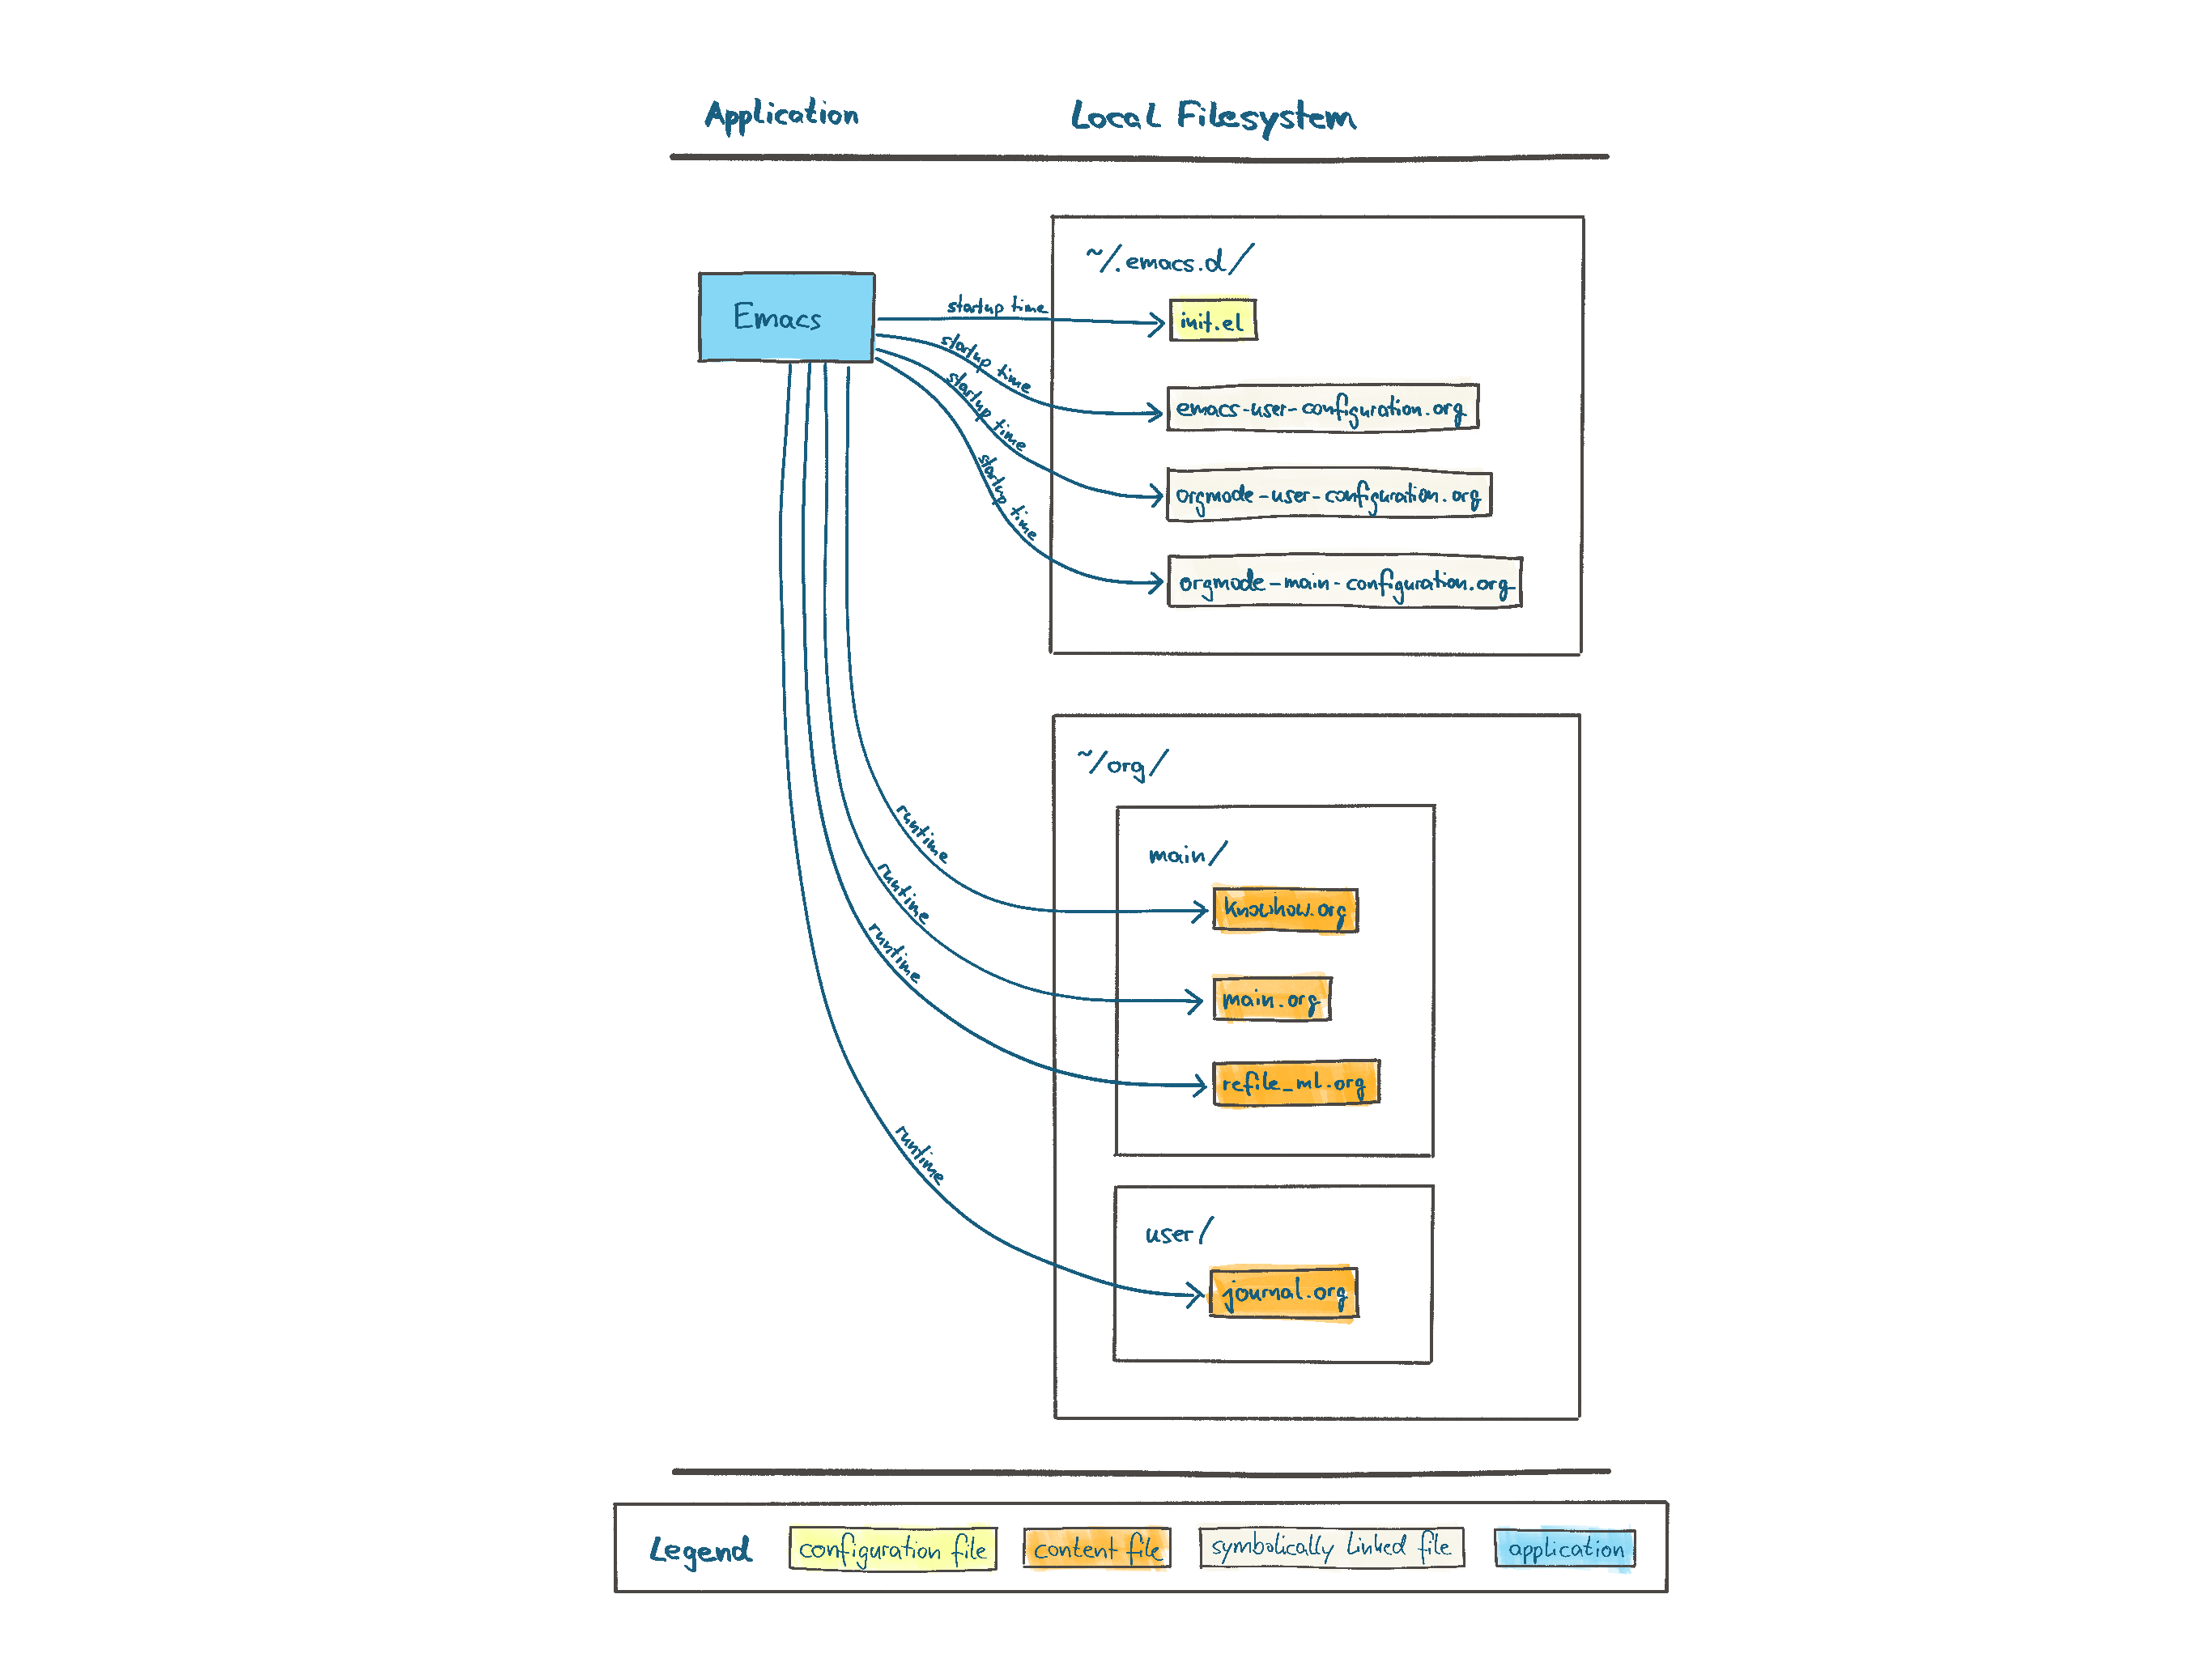 Application
Local Filesystem
~/.emacs.d/
Emacs
startup time
init.el
startup time
emacs-user-configuration.org
startup time
orgmode-user-configuration.org
startup time
orgmode-main-configuration.org
~/org/
main/
runtime
knowhow.org
runtime
main.org
runtime
refile_ml.org
user/
runtime
journal.org
Legend
configuration file
content file
symbolically linked file
application